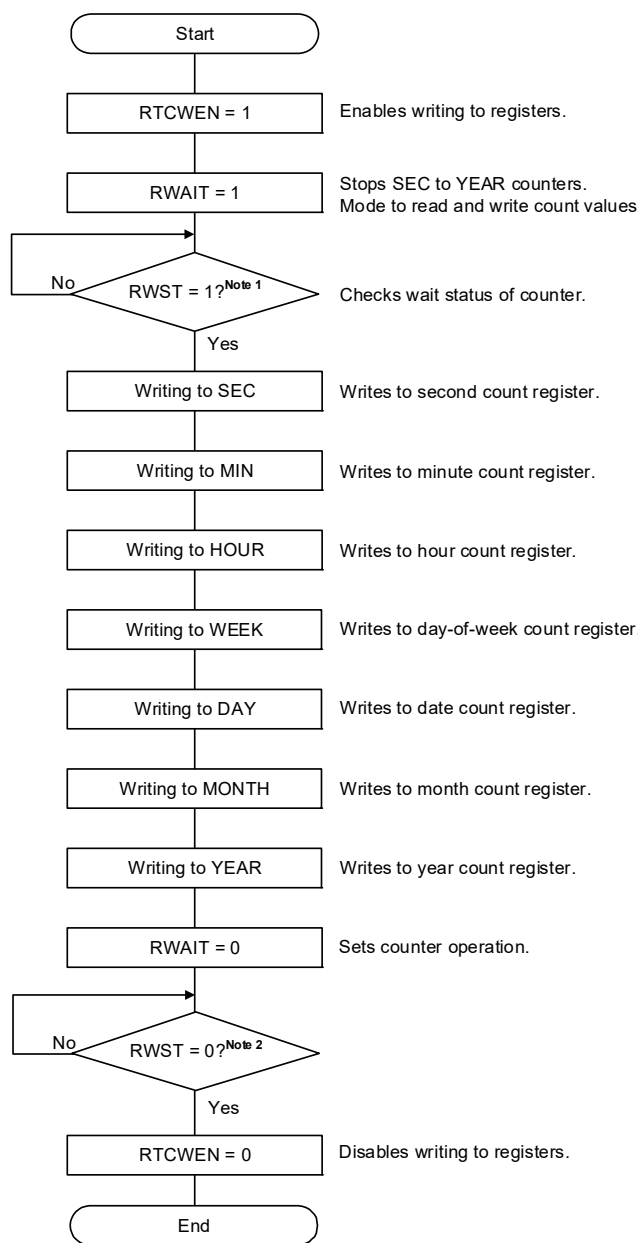 Start
RTCWEN = 1
Enables writing to registers.
RWAIT = 1
Stops SEC to YEAR counters.
Mode to read and write count values
No
RWST = 1?Note 1
Checks wait status of counter.
Yes
Writing to SEC
Writes to second count register.
Writing to MIN
Writes to minute count register.
Writing to HOUR
Writes to hour count register.
Writing to WEEK
Writes to day-of-week count register
Writing to DAY
Writes to date count register.
Writing to MONTH
Writes to month count register.
Writing to YEAR
Writes to year count register.
RWAIT = 0
Sets counter operation.
No
RWST = 0?Note 2
Yes
RTCWEN = 0
Disables writing to registers.
End